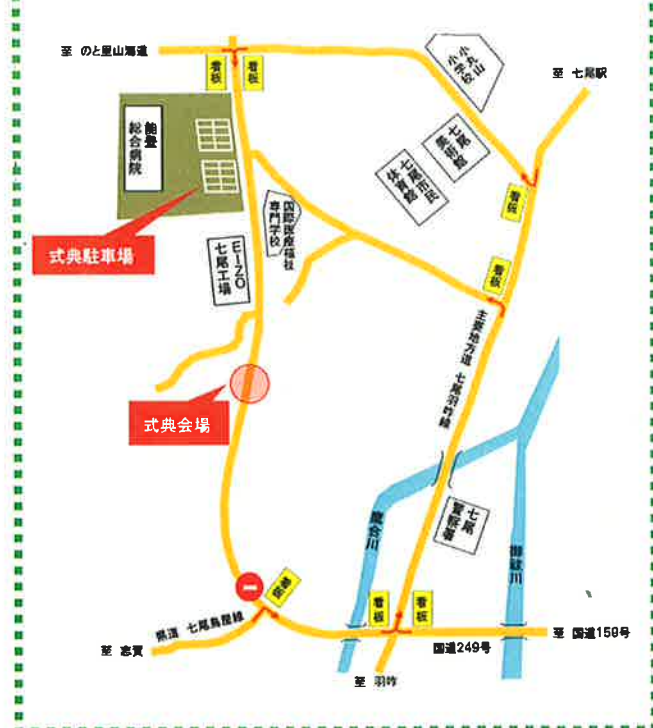 至 のと里山海道
看板
看板
小丸山
小学校
至 七尾駅
能登
総合病院
七尾
美術館
七尾市民
体育館
看板
式典駐車場
国際医療福祉
専門学校
EIZO
七尾工場
看板
主要地方道 七尾羽咋線
式典会場
七尾
警察署
鷹合川
御祓川
看板
看板
看板
県道 七尾鳥屋線
至 志賀
至 国道159号
国道249号
至 羽咋